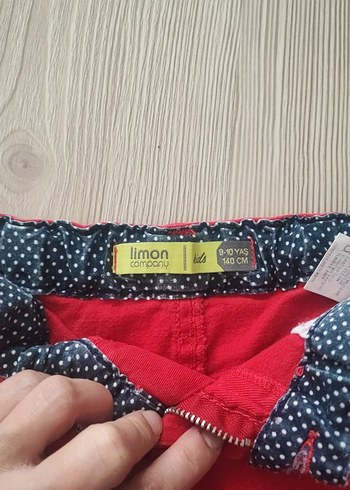 limon
company
kids
9-10 YAŞ
140 CM